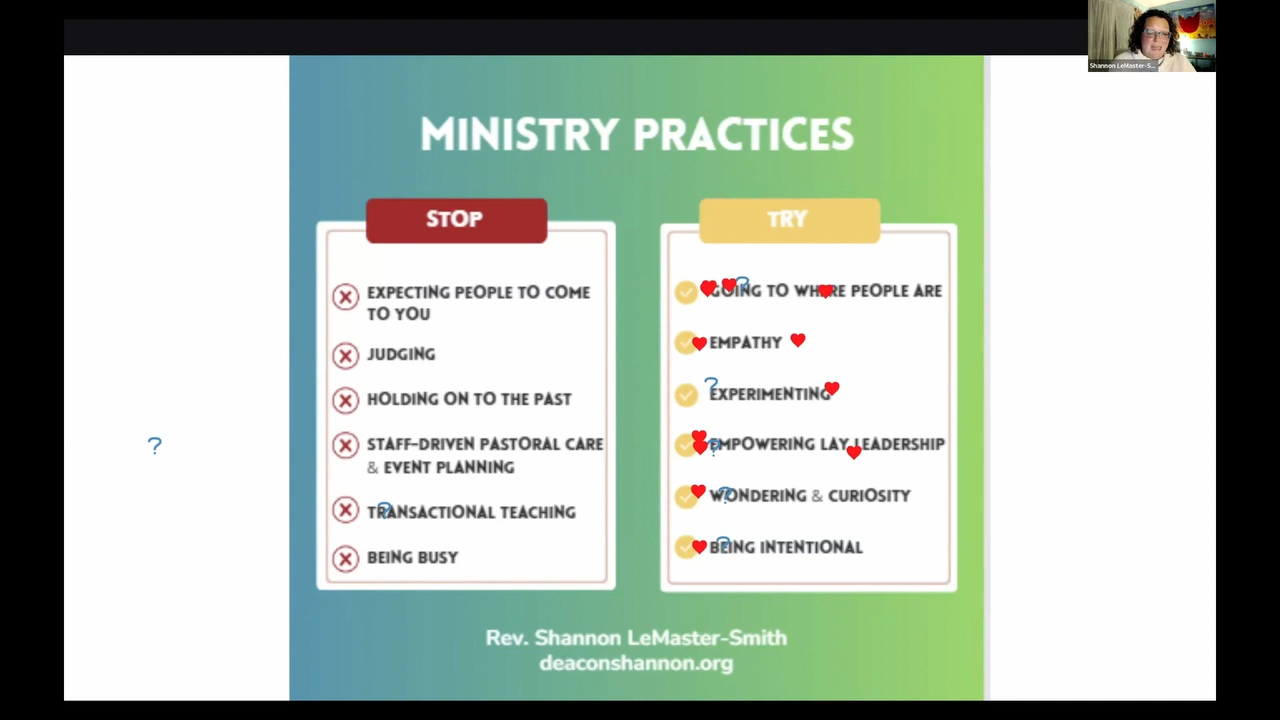 Shannon LeMaster-S...
MINISTRY PRACTICES
STOP
EXPECTING PEOPLE TO COME
TO YOU
JUDGING
HOLDING ON TO THE PAST
STAFF-DRIVEN PASTORAL CARE
& EVENT PLANNING
TRANSACTIONAL TEACHING
BEING BUSY
TRY
GOING TO WHERE PEOPLE ARE
EMPATHY
EXPERIMENTING
EMPOWERING LAY LEADERSHIP
WONDERING & CURIOSITY
BEING INTENTIONAL
?
?
?
?
?
?
?
Rev. Shannon LeMaster-Smith
deaconshannon.org